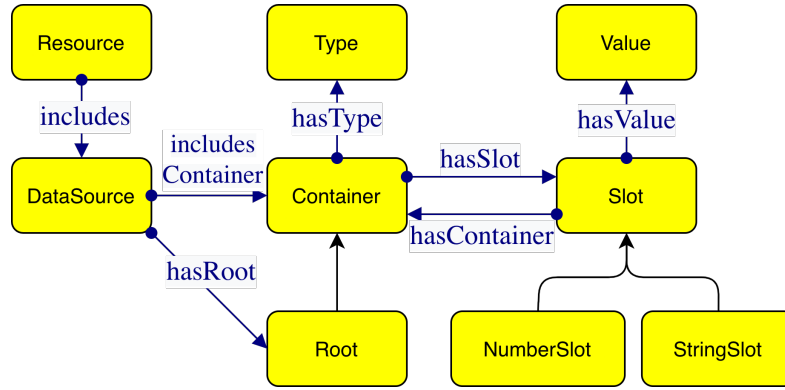 Resource
Type
Value
includes
hasType
hasValue
includes
Container
hasSlot
DataSource
Container
Slot
hasContainer
hasRoot
Root
NumberSlot
StringSlot